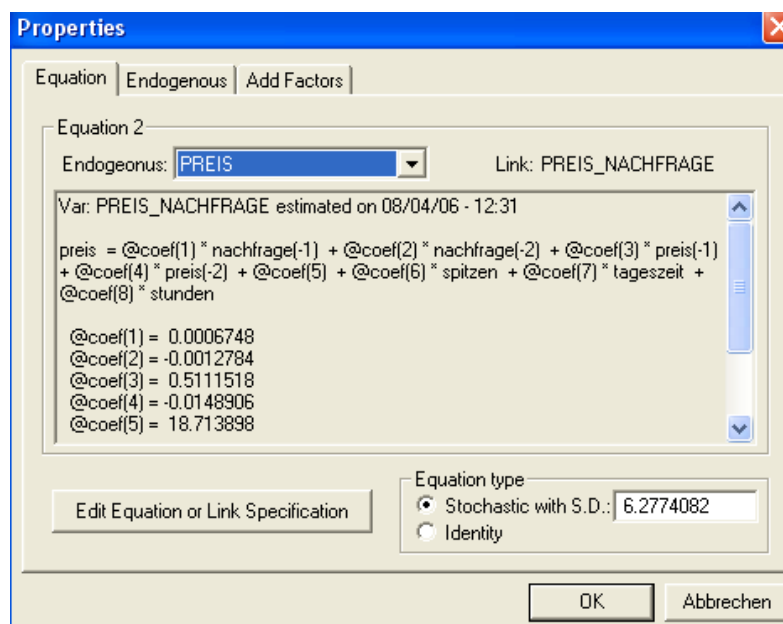 Properties
Equation
Endogenous
Add Factors
Equation 2
Endogeonus: PREIS Link: PREIS_NACHFRAGE
Var: PREIS_NACHFRAGE estimated on 08/04/06 - 12:31
preis = @coef(1) * nachfrage(-1) + @coef(2) * nachfrage(-2) + @coef(3) * preis(-1)
+ @coef(4) * preis(-2) + @coef(5) + @coef(6) * spitzen + @coef(7) * tageszeit +
@coef(8) * stunden
@coef(1) = 0.0006748
@coef(2) = -0.0012784
@coef(3) = 0.5111518
@coef(4) = -0.0148906
@coef(5) = 18.713898
Edit Equation or Link Specification
Equation type
Stochastic with S.D.: 6.2774082
Identity
OK
Abbrechen